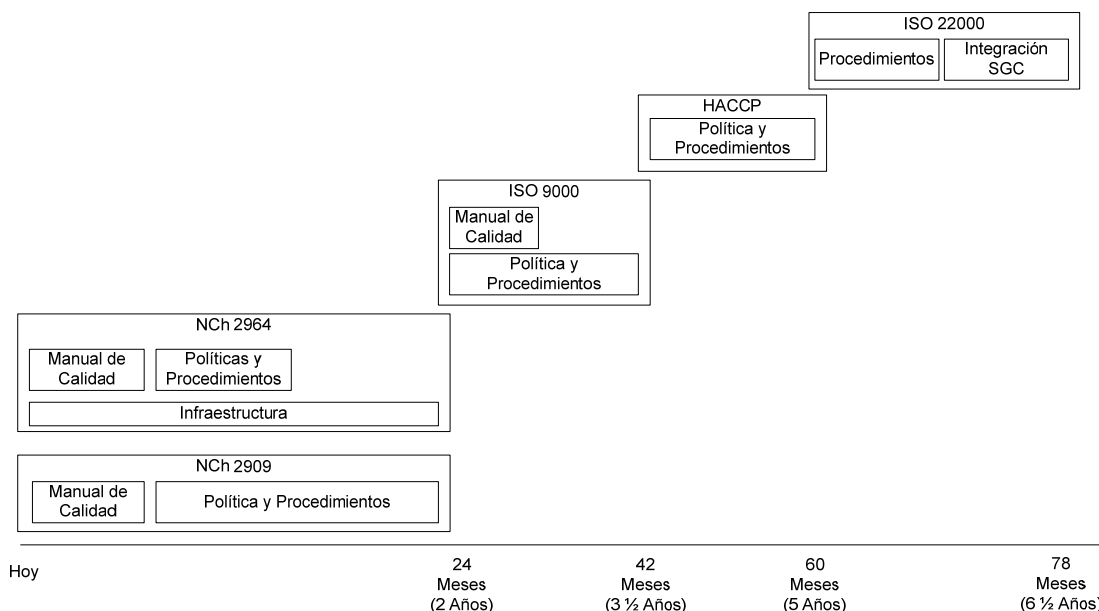 ISO 22000
Procedimientos
Integración
SGC
HACCP
Política y
Procedimientos
ISO 9000
Manual de
Calidad
Política y
Procedimientos
NCh 2964
Manual de
Calidad
Políticas y
Procedimientos
Infraestructura
NCh 2909
Manual de
Calidad
Política y Procedimientos
Hoy
24
Meses
(2 Años)
42
Meses
(3 ½ Años)
60
Meses
(5 Años)
78
Meses
(6 ½ Años)